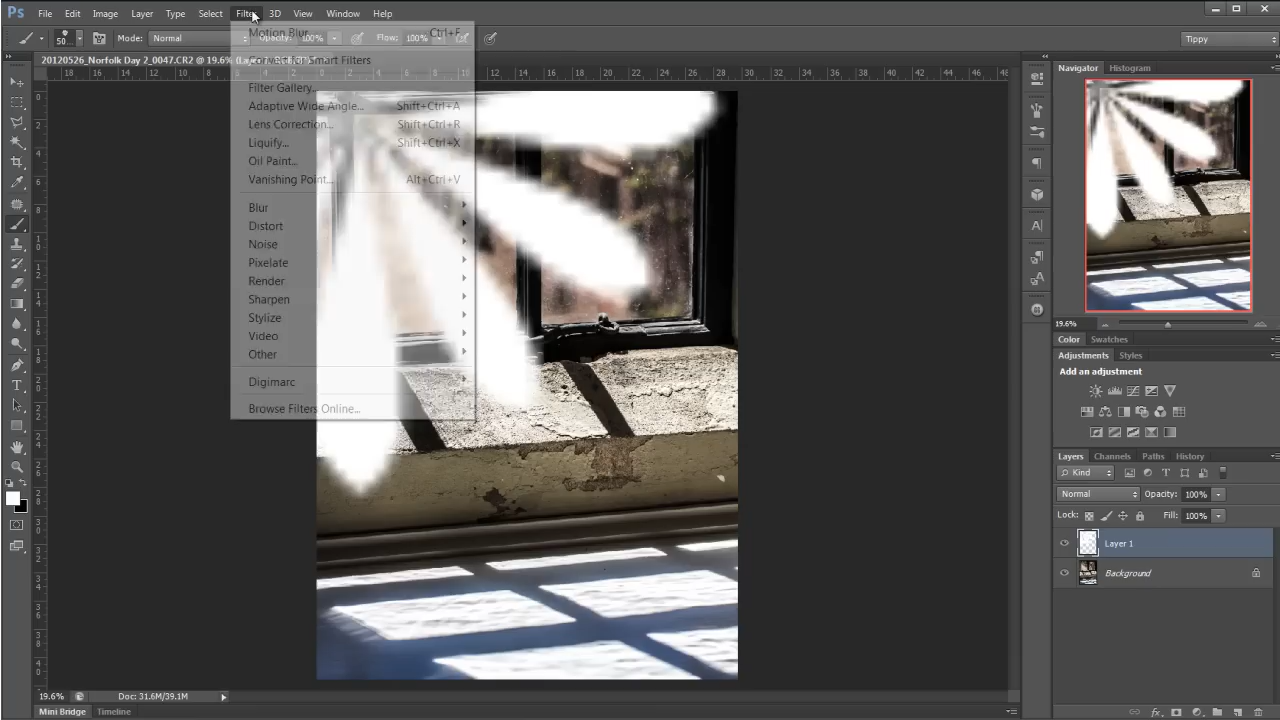 Ps File Edit Image Layer Type Select Filter 3D View Window Help
50 Mode: Normal Opacity: 100% Flow: 100% Tippy
20120526_Norfolk Day 2_0047.CR2 @ 19.6% (Layer 1,
Motion Blur Ctrl+F
Convert for Smart Filters
Filter Gallery...
Adaptive Wide Angle... Shift+Ctrl+A
Lens Correction... Shift+Ctrl+R
Liquify... Shift+Ctrl+X
Oil Paint...
Vanishing Point... Alt+Ctrl+V
Blur
Distort
Noise
Pixelate
Render
Sharpen
Stylize
Video
Other
Digimarc
Browse Filters Online...
Navigator Histogram
19.6%
Color Swatches
Adjustments Styles
Add an adjustment
Layers Channels Paths History
Kind
Normal Opacity: 100%
Lock: Fill: 100%
Layer 1
Background
19.6% Doc: 31.6M/39.1M
Mini Bridge Timeline